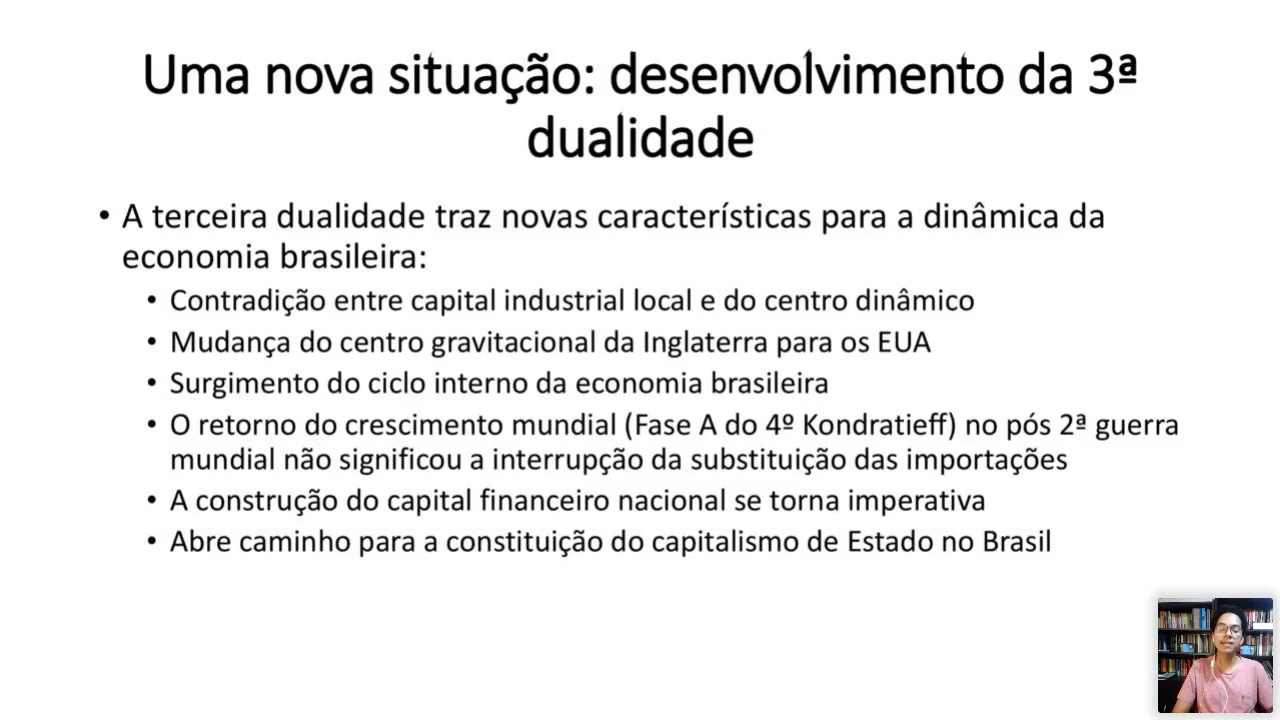 Uma nova situação: desenvolvimento da 3ª
dualidade
• A terceira dualidade traz novas características para a dinâmica da
economia brasileira:
• Contradição entre capital industrial local e do centro dinâmico
• Mudança do centro gravitacional da Inglaterra para os EUA
• Surgimento do ciclo interno da economia brasileira
• O retorno do crescimento mundial (Fase A do 4º Kondratieff) no pós 2ª guerra
mundial não significou a interrupção da substituição das importações
• A construção do capital financeiro nacional se torna imperativa
• Abre caminho para a constituição do capitalismo de Estado no Brasil